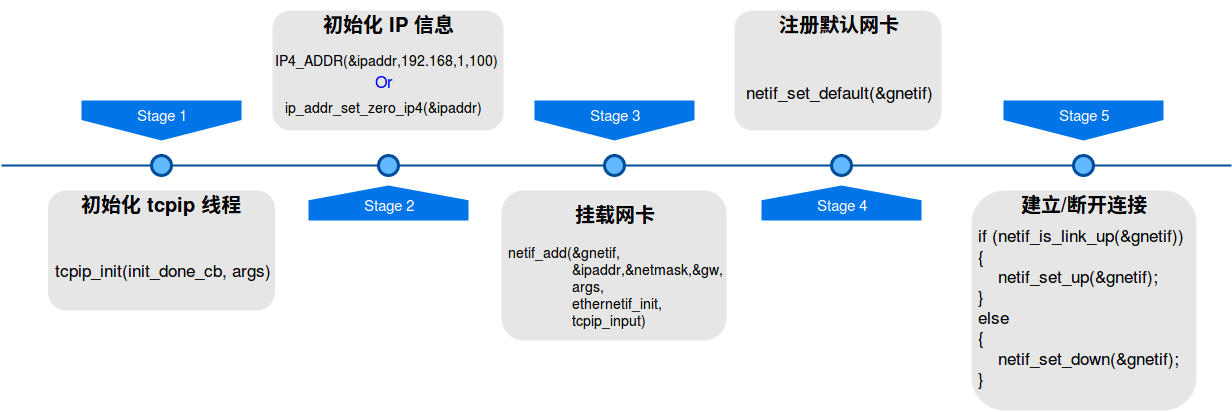 Stage 1
初始化 tcpip 线程
tcpip_init(init_done_cb, args)
初始化 IP 信息
IP4_ADDR(&ipaddr,192.168,1,100)
Or
ip_addr_set_zero_ip4(&ipaddr)
Stage 2
Stage 3
挂载网卡
netif_add(&gnetif,
&ipaddr,&netmask,&gw,
args,
ethernetif_init,
tcpip_input)
注册默认网卡
netif_set_default(&gnetif)
Stage 4
Stage 5
建立/断开连接
if (netif_is_link_up(&gnetif))
{
netif_set_up(&gnetif);
}
else
{
netif_set_down(&gnetif);
}